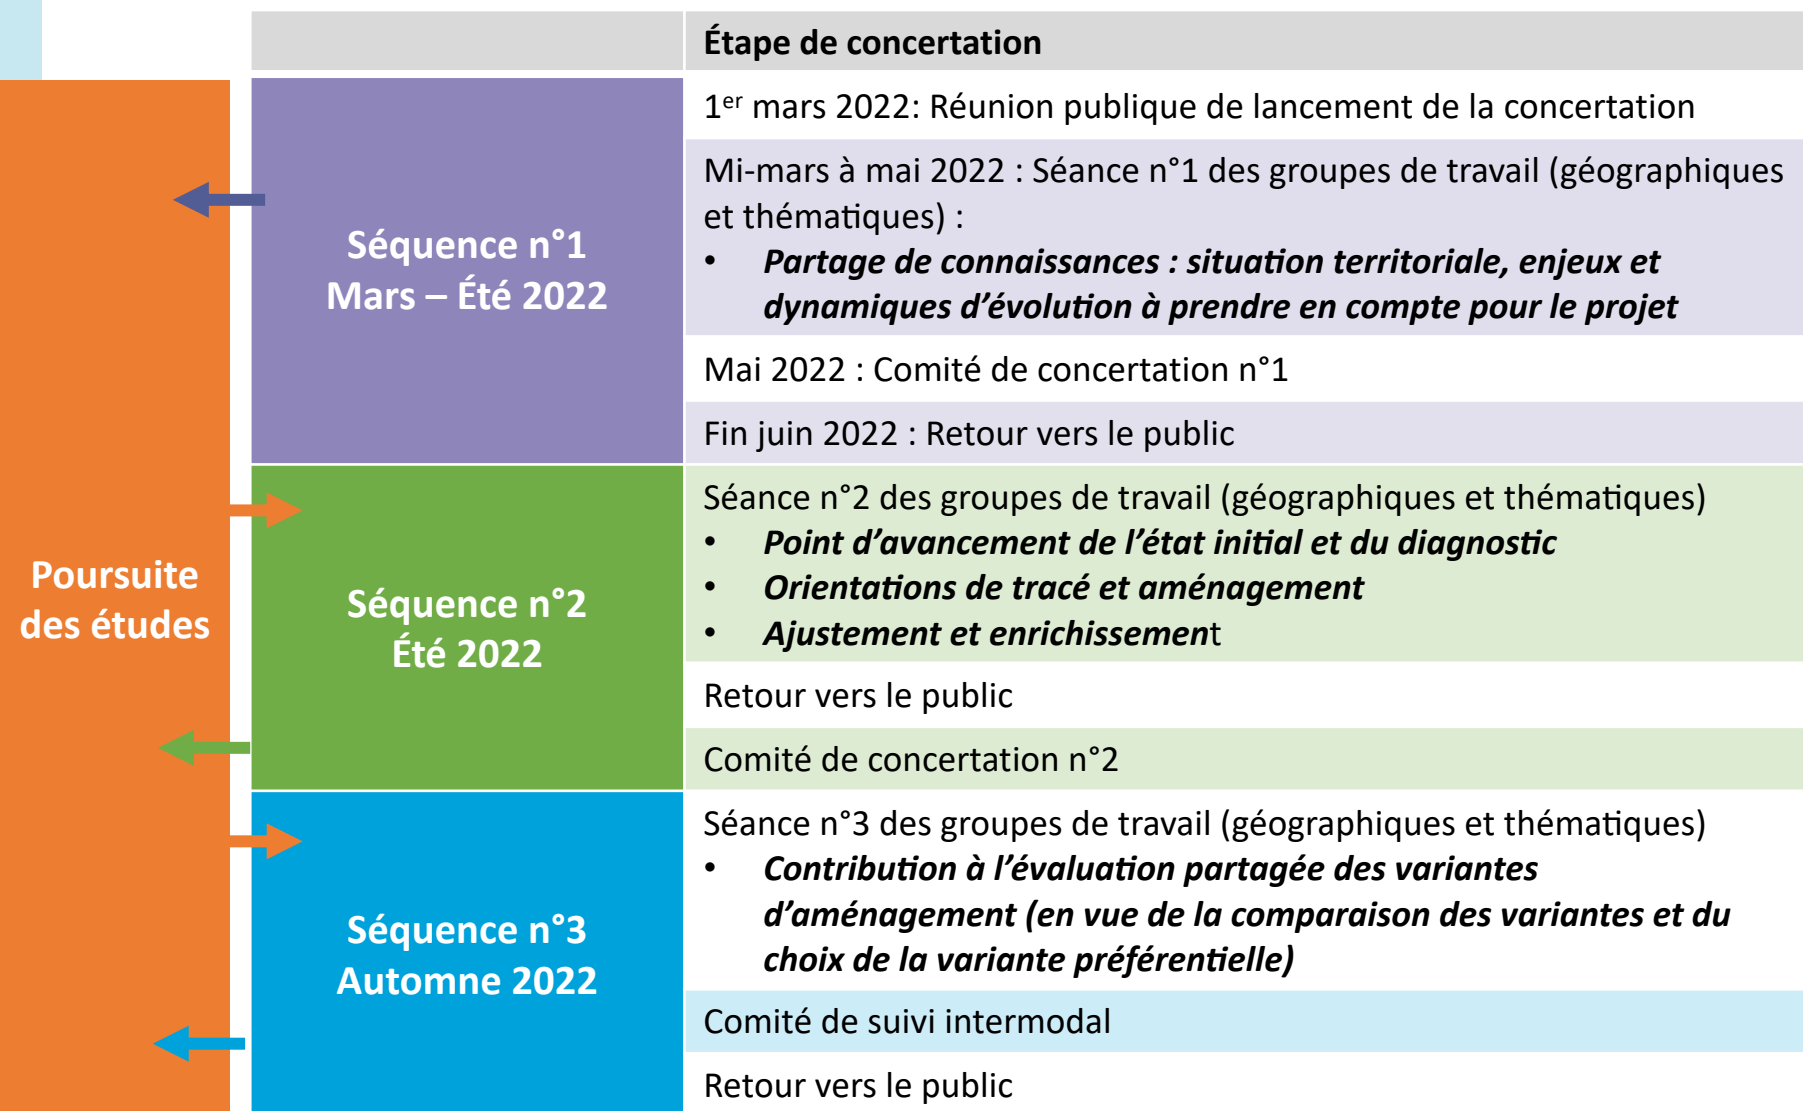 Étape de concertation
Poursuite
des études
Séquence n°1
Mars – Été 2022
1er mars 2022: Réunion publique de lancement de la concertation
Mi-mars à mai 2022 : Séance n°1 des groupes de travail (géographiques
et thématiques) :
• Partage de connaissances : situation territoriale, enjeux et
dynamiques d’évolution à prendre en compte pour le projet
Mai 2022 : Comité de concertation n°1
Fin juin 2022 : Retour vers le public
Séquence n°2
Été 2022
Séance n°2 des groupes de travail (géographiques et thématiques)
• Point d’avancement de l’état initial et du diagnostic
• Orientations de tracé et aménagement
• Ajustement et enrichissement
Retour vers le public
Comité de concertation n°2
Séquence n°3
Automne 2022
Séance n°3 des groupes de travail (géographiques et thématiques)
• Contribution à l’évaluation partagée des variantes
d’aménagement (en vue de la comparaison des variantes et du
choix de la variante préférentielle)
Comité de suivi intermodal
Retour vers le public